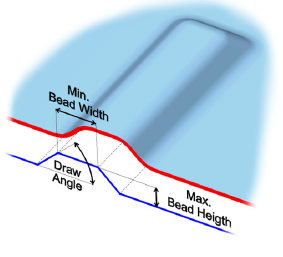 Min.
Bead Width
Draw
Angle
Max.
Bead Heigth